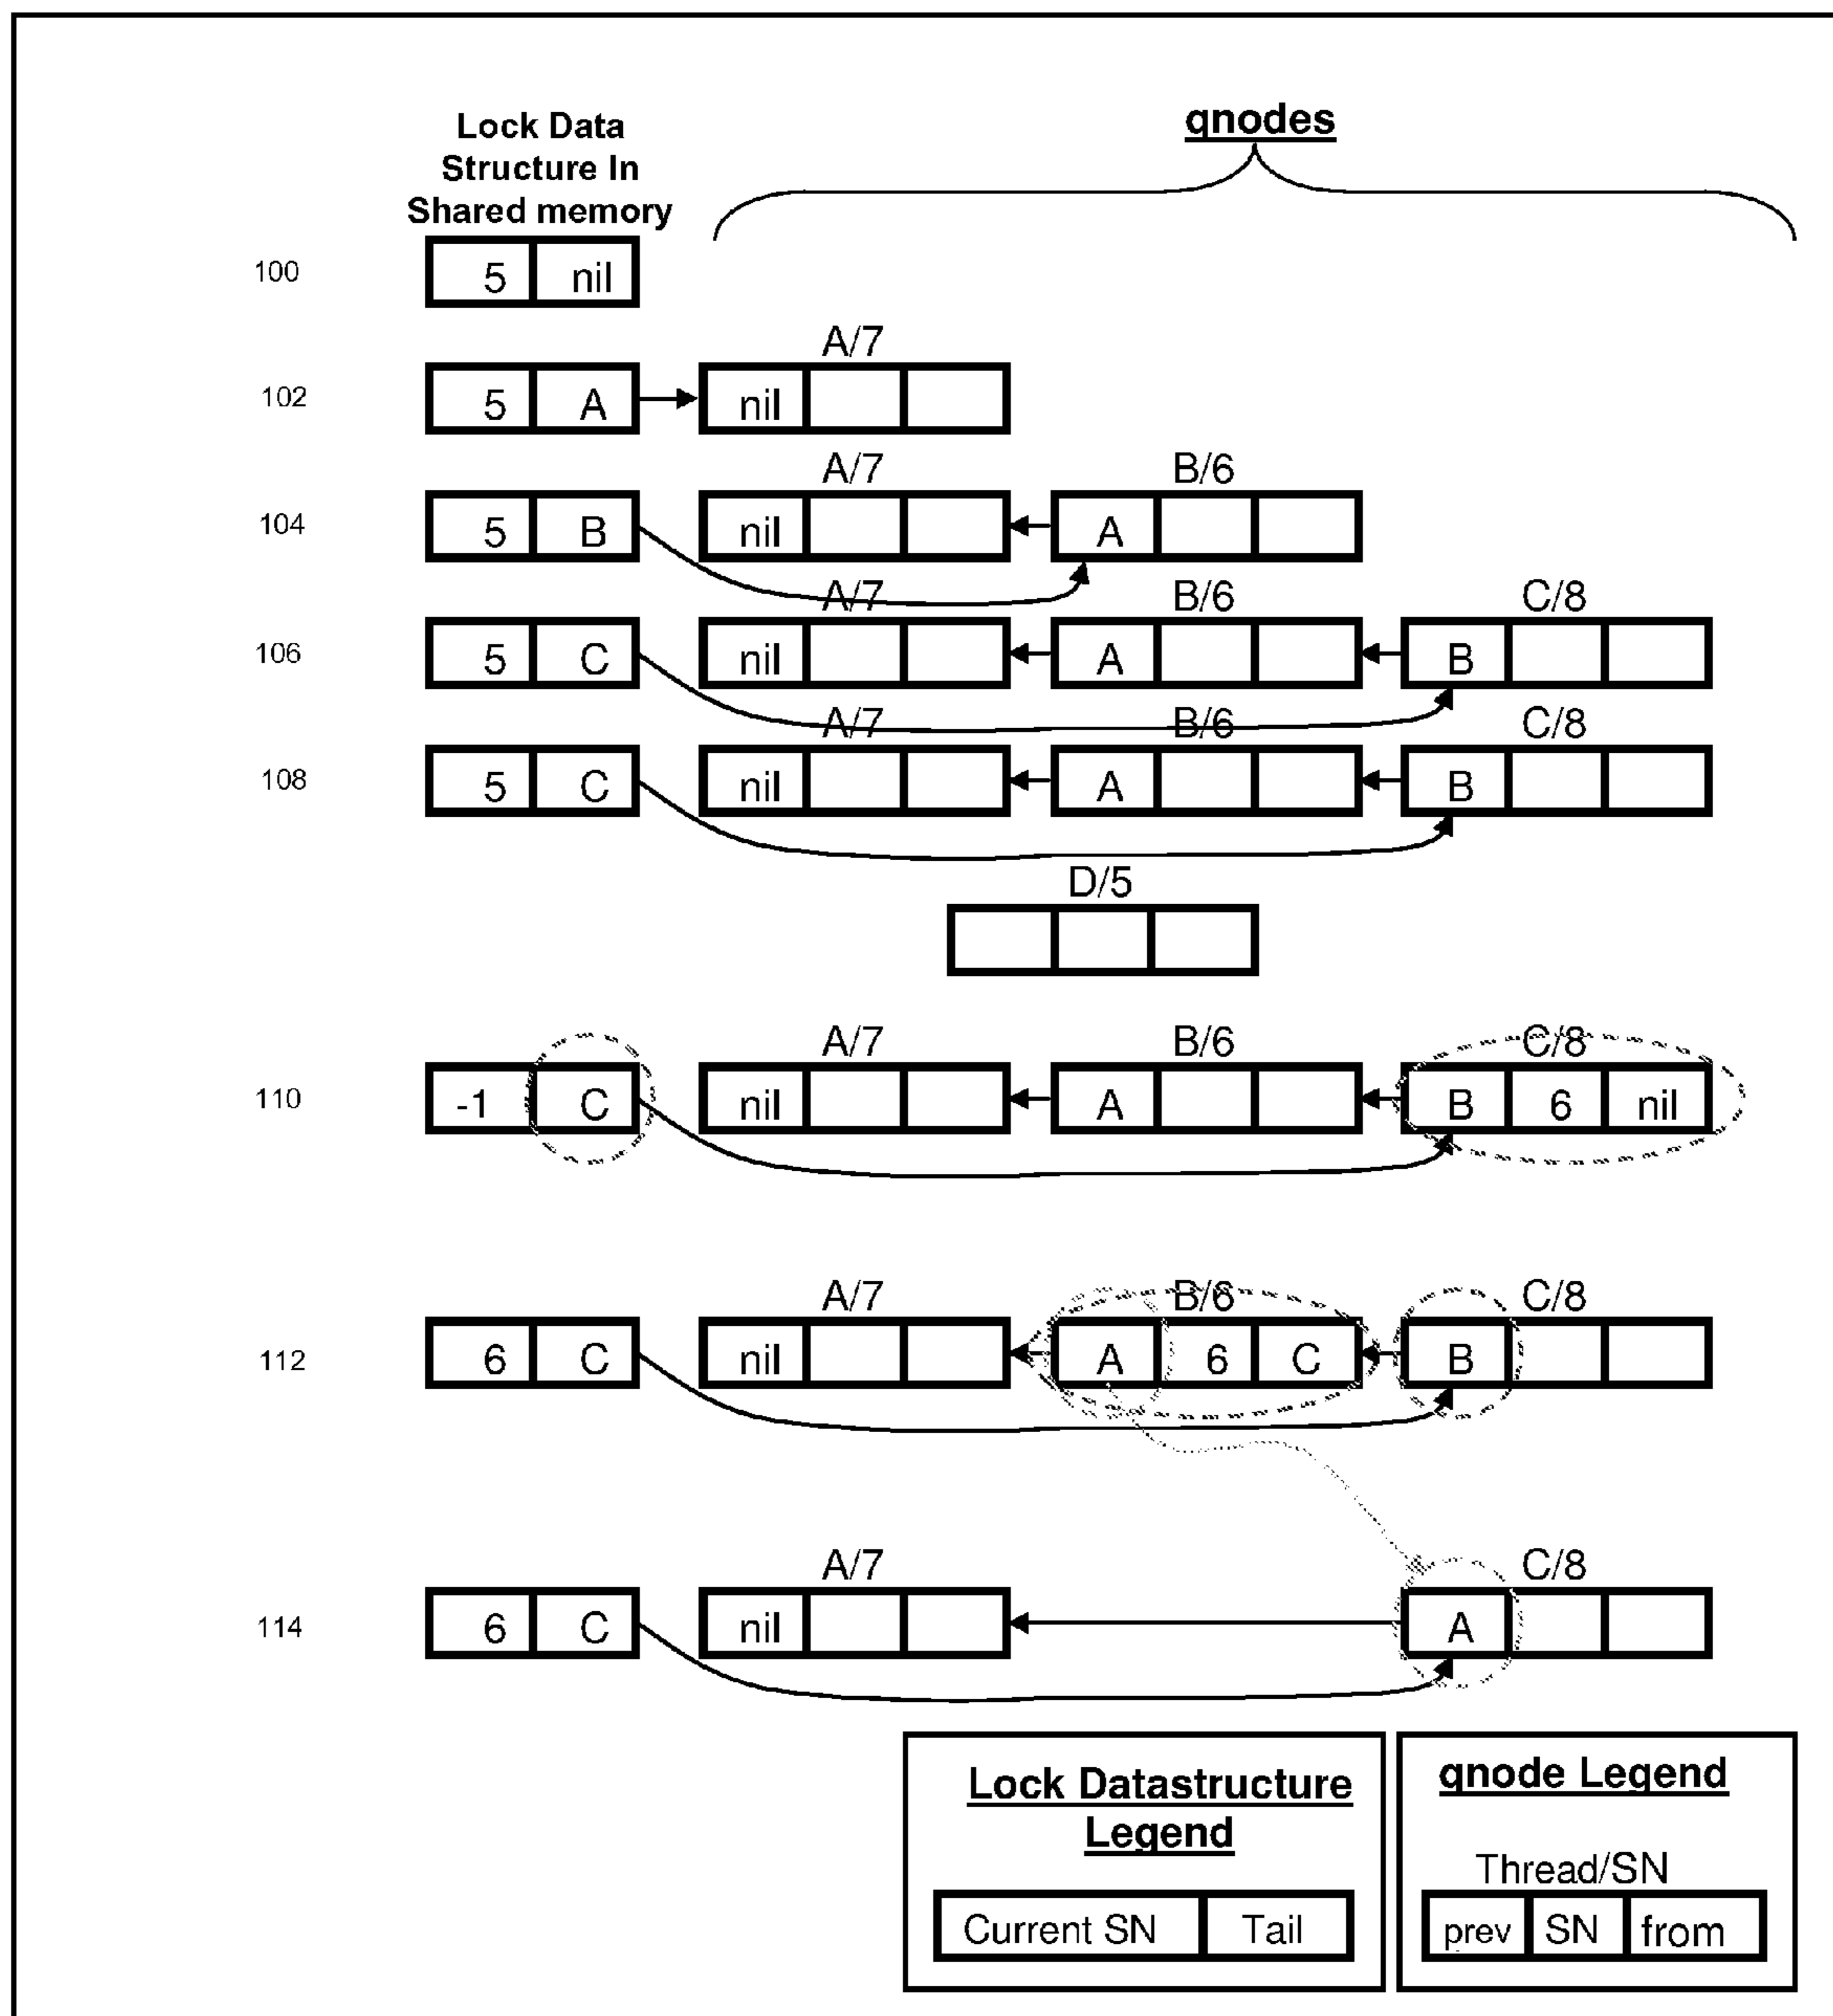 Lock Data
Structure In
Shared memory
qnodes
100
5 nil
A/7
102
5 A nil
A/7 B/6
104
5 B nil A
A/7 B/6 C/8
106
5 C nil A B
A/7 B/6 C/8
108
5 C nil A B
D/5
A/7 B/6 C/8
110
-1 C nil A B 6 nil
A/7 B/6 C/8
112
6 C nil A 6 C B
A/7 C/8
114
6 C nil A
Lock Datastructure
Legend
Current SN Tail
qnode Legend
Thread/SN
prev SN from